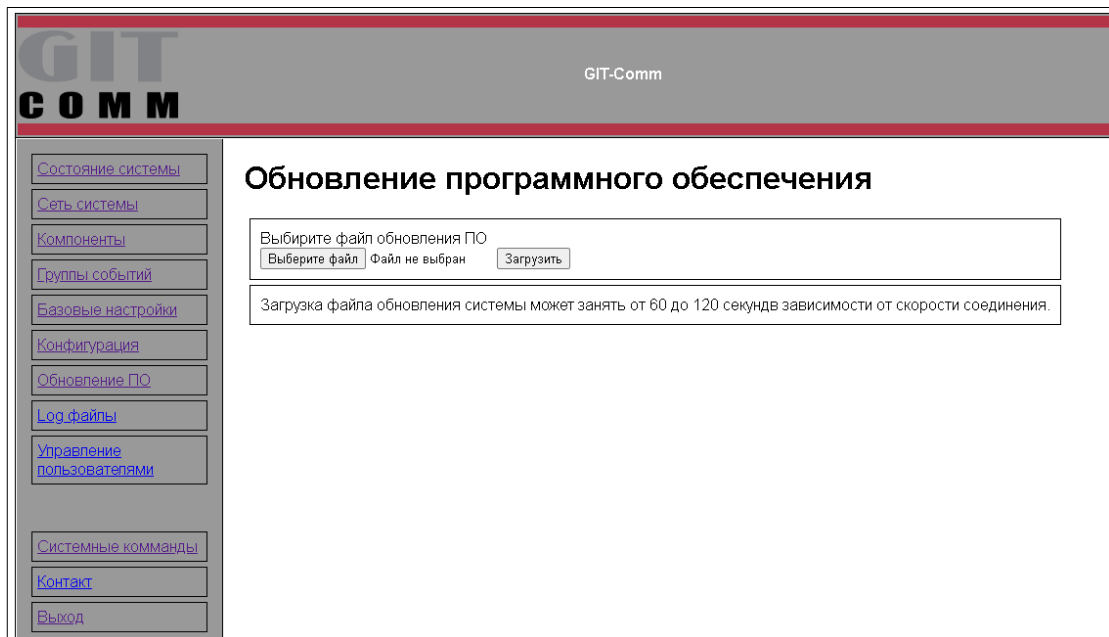 GIT
COMM
GIT-Comm
Состояние системы
Сеть системы
Компоненты
Группы событий
Базовые настройки
Конфигурация
Обновление ПО
Log файлы
Управление
пользователями
Системные комманды
Контакт
Выход
Обновление программного обеспечения
Выбирите файл обновления ПО
Выберите файл Файл не выбран Загрузить
Загрузка файла обновления системы может занять от 60 до 120 секундв зависимости от скорости соединения.